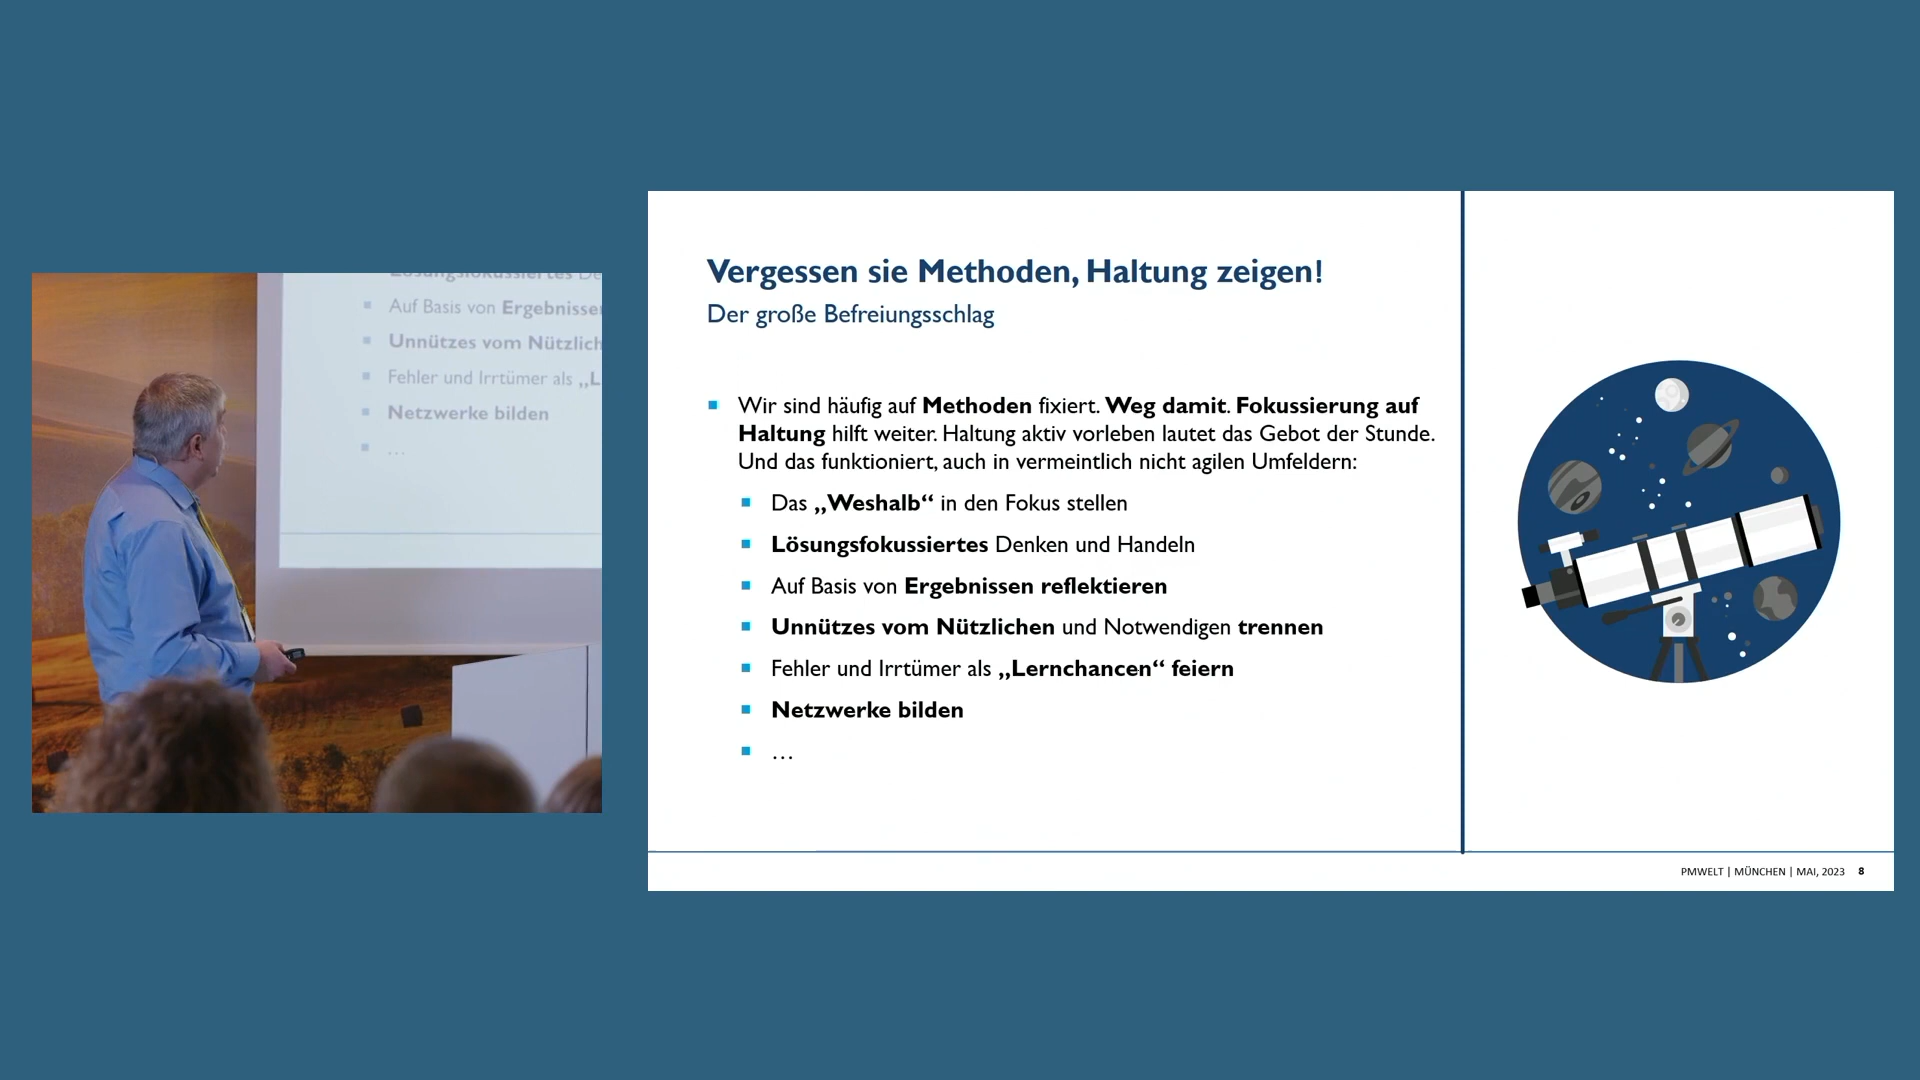 Lösungsfokussiertes De
Auf Basis von Ergebnisse
Unnütztes vom Nützlich
Fehler und Irrtümer als „L
Netzwerke bilden
…
Vergessen sie Methoden, Haltung zeigen!
Der große Befreiungsschlag
Wir sind häufig auf Methoden fixiert. Weg damit. Fokussierung auf
Haltung hilft weiter. Haltung aktiv vorleben lautet das Gebot der Stunde.
Und das funktioniert, auch in vermeintlich nicht agilen Umfeldern:
Das „Weshalb“ in den Fokus stellen
Lösungsfokussiertes Denken und Handeln
Auf Basis von Ergebnissen reflektieren
Unnützes vom Nützlichen und Notwendigen trennen
Fehler und Irrtümer als „Lernchancen“ feiern
Netzwerke bilden
…
PMWELT | MÜNCHEN | MAI, 2023 8